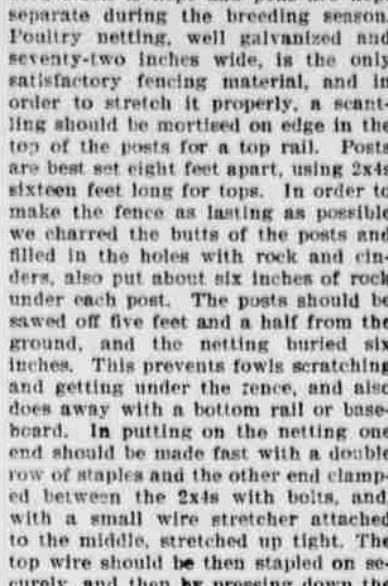 separate during the breeding season.
Poultry netting, well galvanized and
seventy-two inches wide, is the only
satisfactory fencing material, and in
order to stretch it properly, a scant-
ling should be mortised on edge in the
top of the posts for a top rail. Posts
are best set eight feet apart, using 2x4s
sixteen feet long for tops. In order to
make the fence as lasting as possible
we charred the butts of the posts and
filled in the holes with rock and cin-
ders, also put about six inches of rock
under each post. The posts should be
sawed off five feet and a half from the
ground, and the netting buried six
inches. This prevents fowls scratching
and getting under the fence, and also
does away with a bottom rail or base-
board. In putting on the netting one
end should be made fast with a double
row of staples and the other end clamp-
ed between the 2x4s with bolts, and
with a small wire stretcher attached
to the middle, stretched up tight. The
top wire should be then stapled on se-
curely, and then by pressing down